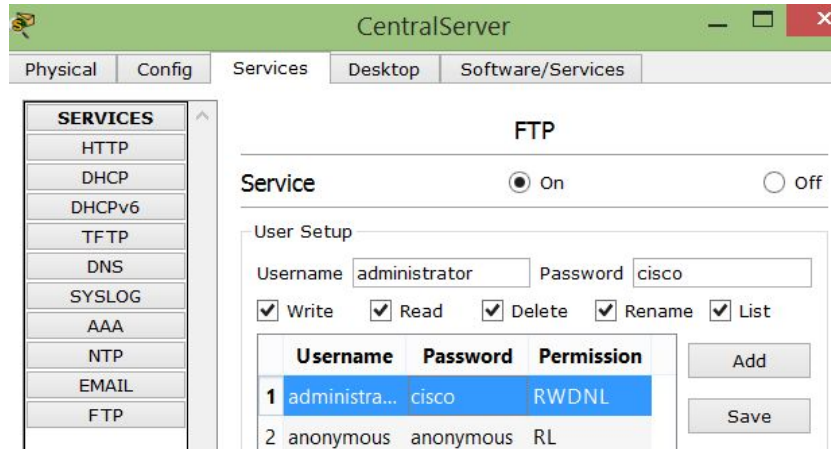 CentralServer
Physical Config Services Desktop Software/Services
SERVICES
HTTP
DHCP
DHCPv6
TFTP
DNS
SYSLOG
AAA
NTP
EMAIL
FTP
FTP
Service On Off
User Setup
Username administrator Password cisco
Write Read Delete Rename List
Username Password Permission
1 administra... cisco RWDNL
2 anonymous anonymous RL
Add
Save